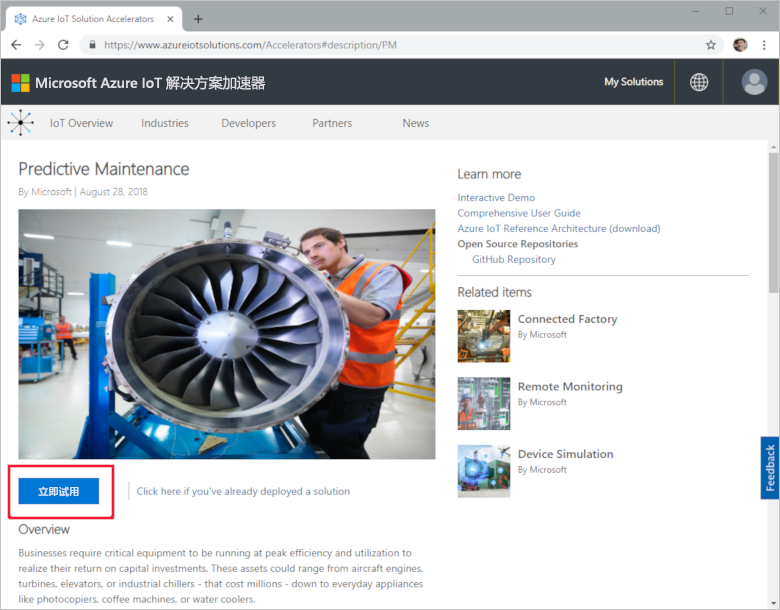 Azure IoT Solution Accelerators
https://www.azureiotsolutions.com/Accelerators#description/PM
Microsoft Azure IoT 解决方案加速器
My Solutions
IoT Overview
Industries
Developers
Partners
News
Predictive Maintenance
By Microsoft | August 28, 2018
立即试用
Click here if you've already deployed a solution
Overview
Businesses require critical equipment to be running at peak efficiency and utilization to
realize their return on capital investments. These assets could range from aircraft engines,
turbines, elevators, or industrial chillers - that cost millions - down to everyday appliances
like photocopiers, coffee machines, or water coolers.
Learn more
Interactive Demo
Comprehensive User Guide
Azure IoT Reference Architecture (download)
Open Source Repositories
GitHub Repository
Related items
Connected Factory
By Microsoft
Remote Monitoring
By Microsoft
Device Simulation
By Microsoft
Feedback